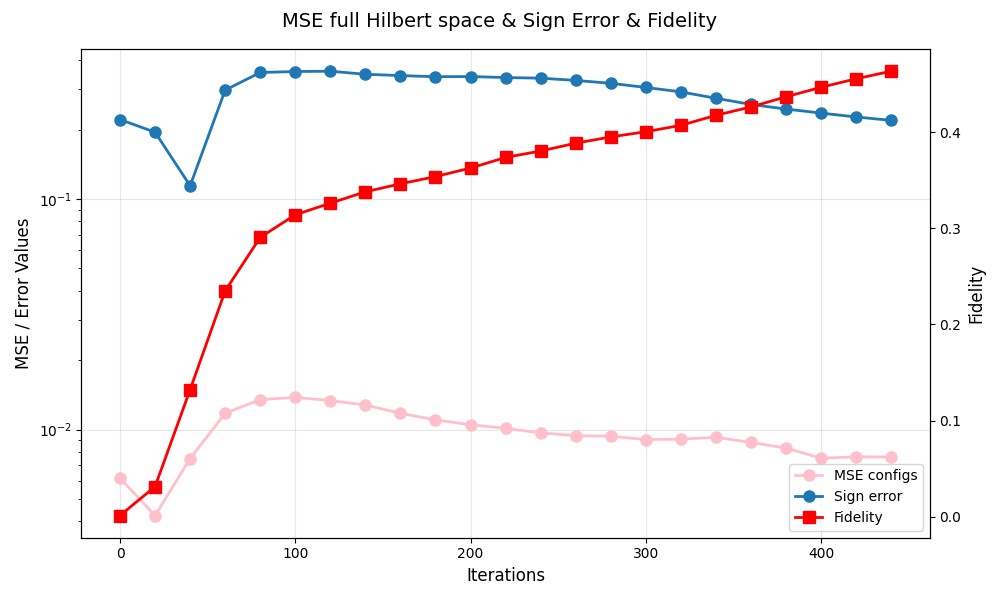 MSE full Hilbert space & Sign Error & Fidelity
MSE / Error Values
10⁻¹
10⁻²
0.4
0.3
0.2
0.1
0.0
Fidelity
MSE configs
Sign error
Fidelity
0 100 200 300 400
Iterations